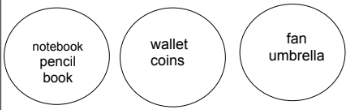 notebook
pencil
book
wallet
coins
fan
umbrella